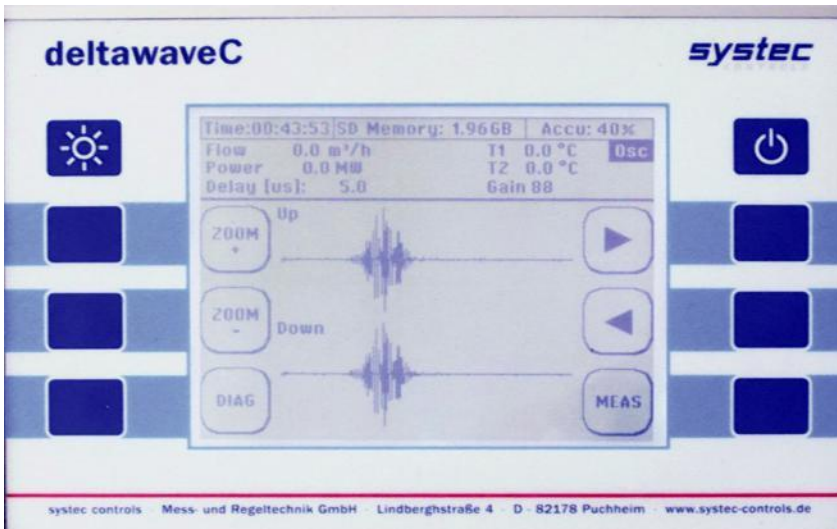 deltawaveC
systec
CONTROLS
Time:00:43:53 SD Memory: 1.96GB Accu: 40%
Flow 0.0 m³/h T1 0.0 °C Osc
Power 0.0 MW T2 0.0 °C
Delay [us]: 5.0 Gain 88
Up
ZOOM
+
ZOOM
-
Down
DIAG
MEAS
systec controls · Mess- und Regeltechnik GmbH · Lindberghstraße 4 · D - 82178 Puchheim · www.systec-controls.de